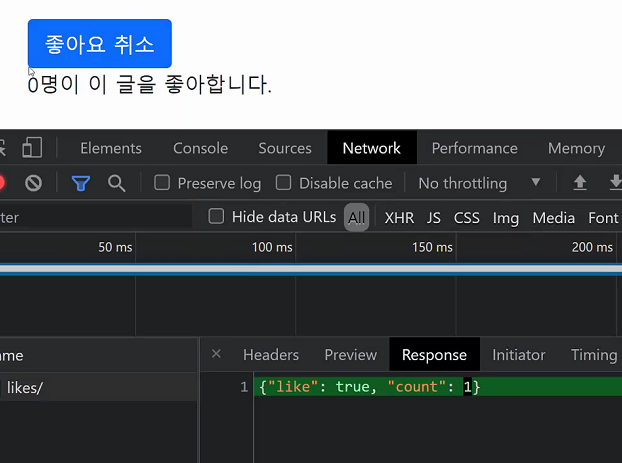 좋아요 취소
0명이 이 글을 좋아합니다.
Elements Console Sources Network Performance Memory
Preserve log Disable cache No throttling
ter Hide data URLs All XHR JS CSS Img Media Font
50 ms 100 ms 150 ms 200 ms
ame Headers Preview Response Initiator Timing
likes/ 1 {"like": true, "count": 1}